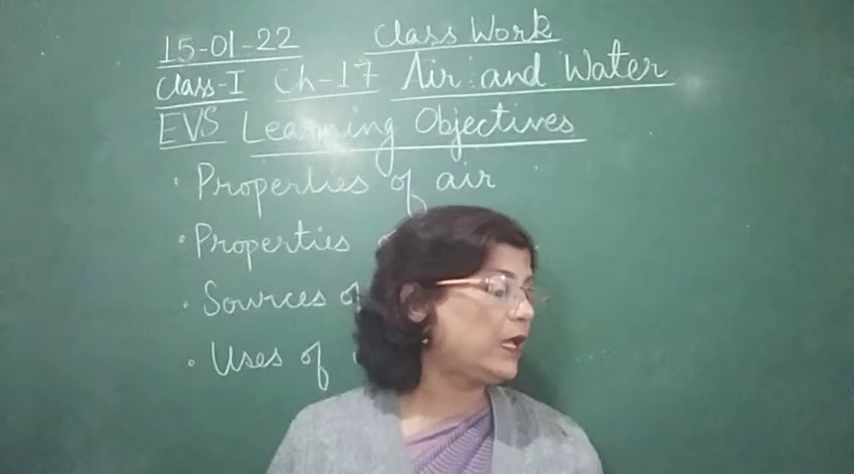 15-01-22 Class Work
Class-I Ch-17 Air and Water
EVS Learning Objectives
• Properties of air
• Properties
• Sources of
• Uses of